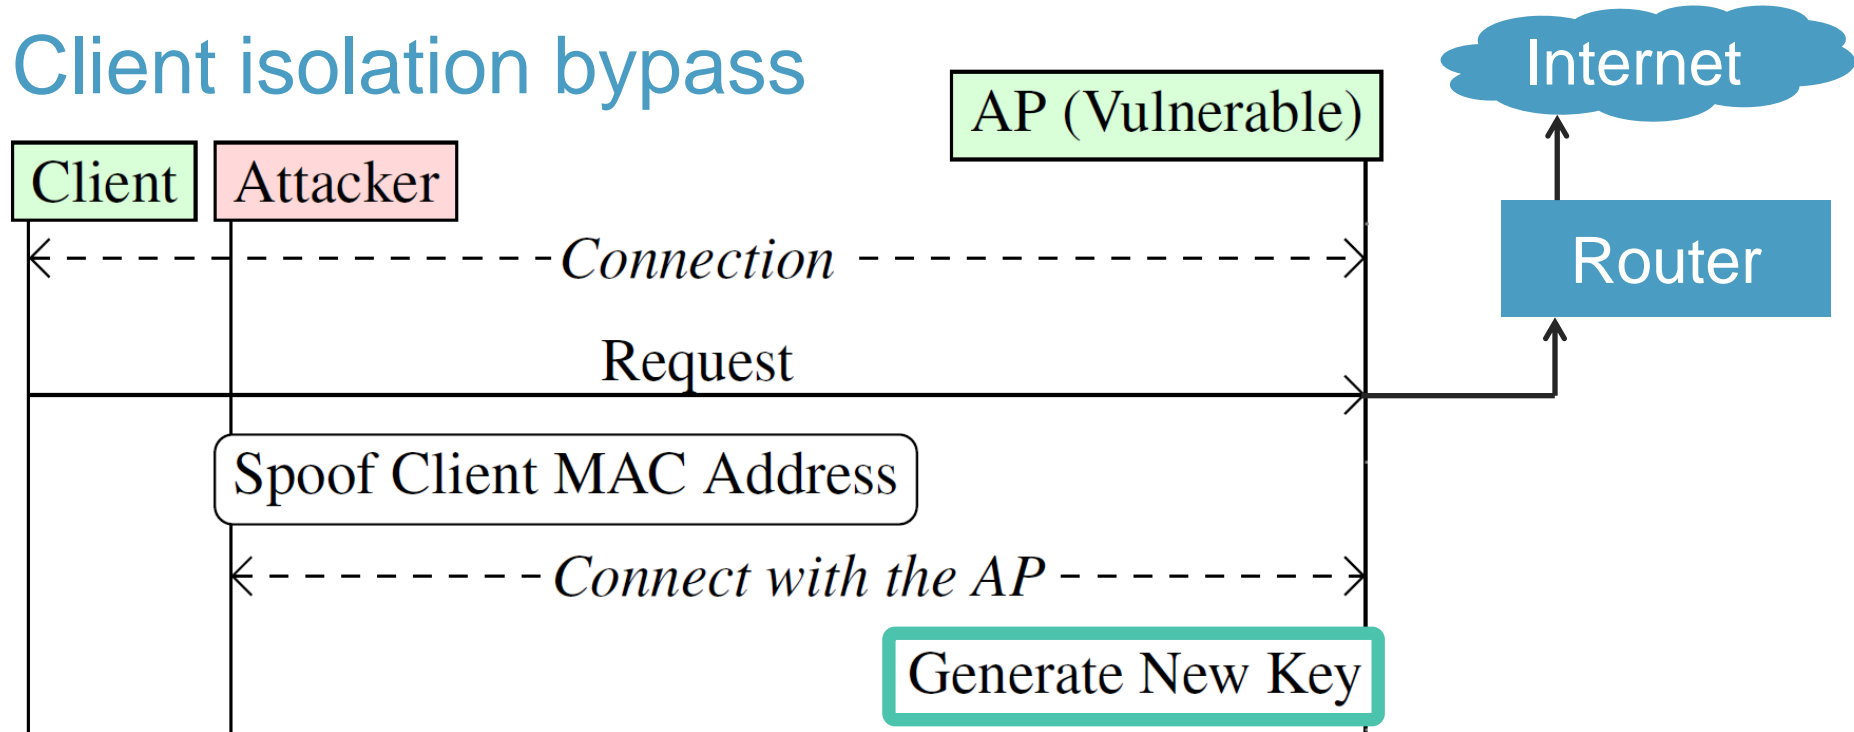 Client isolation bypass
Internet
AP (Vulnerable)
Client
Attacker
Connection
Router
Request
Spoof Client MAC Address
Connect with the AP
Generate New Key